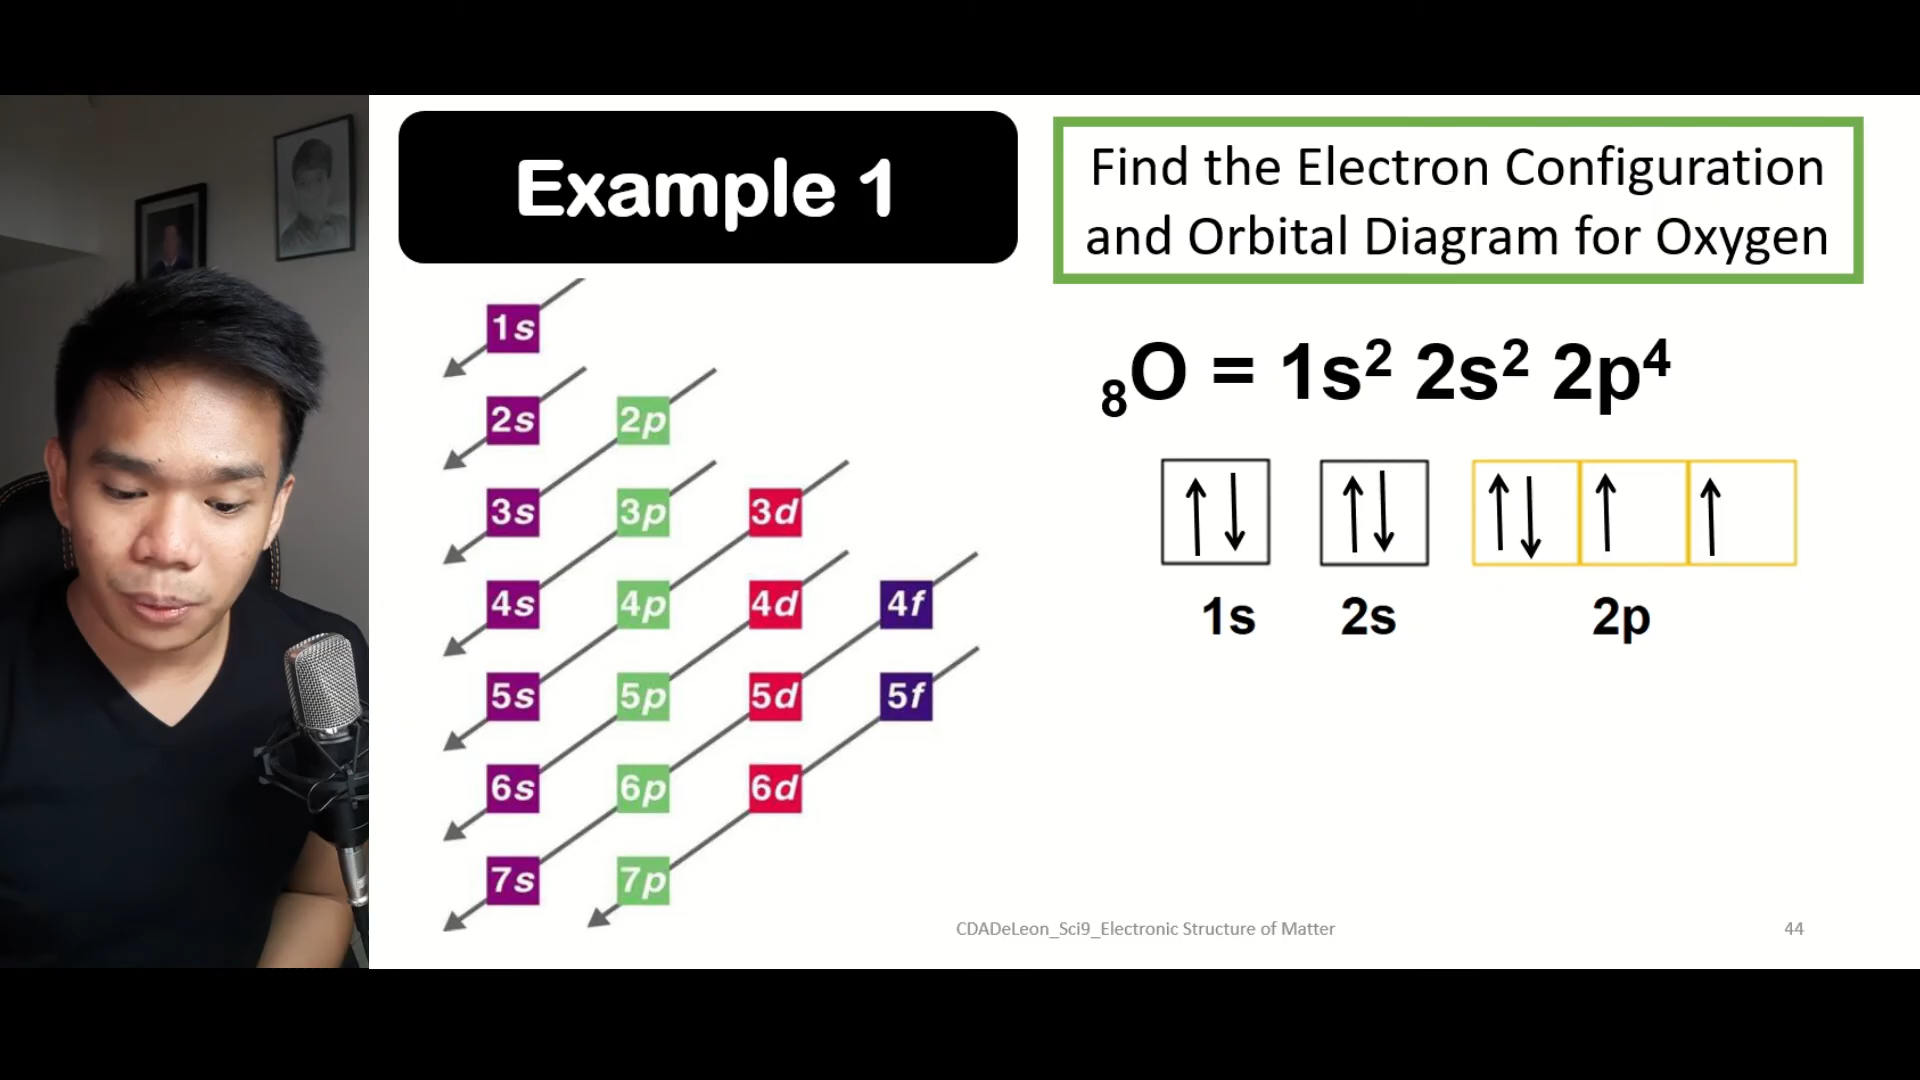 Example 1
Find the Electron Configuration
and Orbital Diagram for Oxygen
₈O = 1s² 2s² 2p⁴
1s 2s 2p
1s
2s 2p
3s 3p 3d
4s 4p 4d 4f
5s 5p 5d 5f
6s 6p 6d
7s 7p
CDADeLeon_Sci9_Electronic Structure of Matter 44